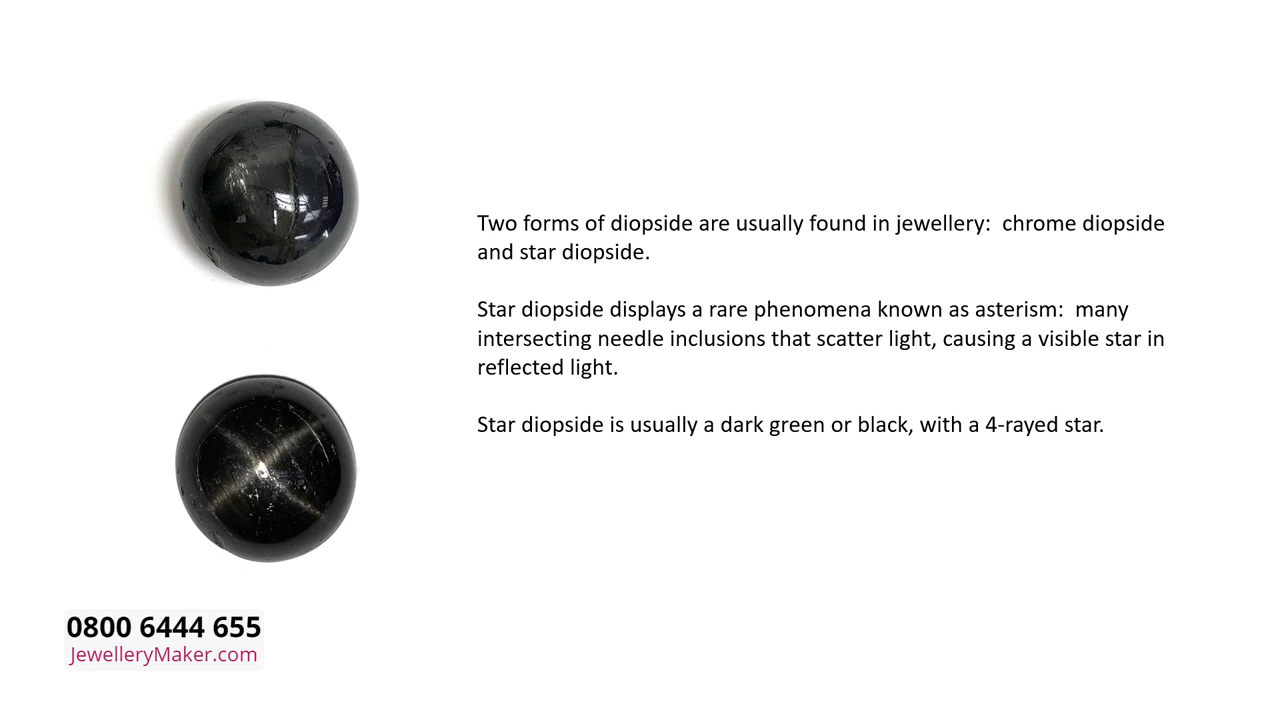 Two forms of diopside are usually found in jewellery:  chrome diopside
and star diopside.
Star diopside displays a rare phenomena known as asterism:  many
intersecting needle inclusions that scatter light, causing a visible star in
reflected light.
Star diopside is usually a dark green or black, with a 4-rayed star.
0800 6444 655
JewelleryMaker.com